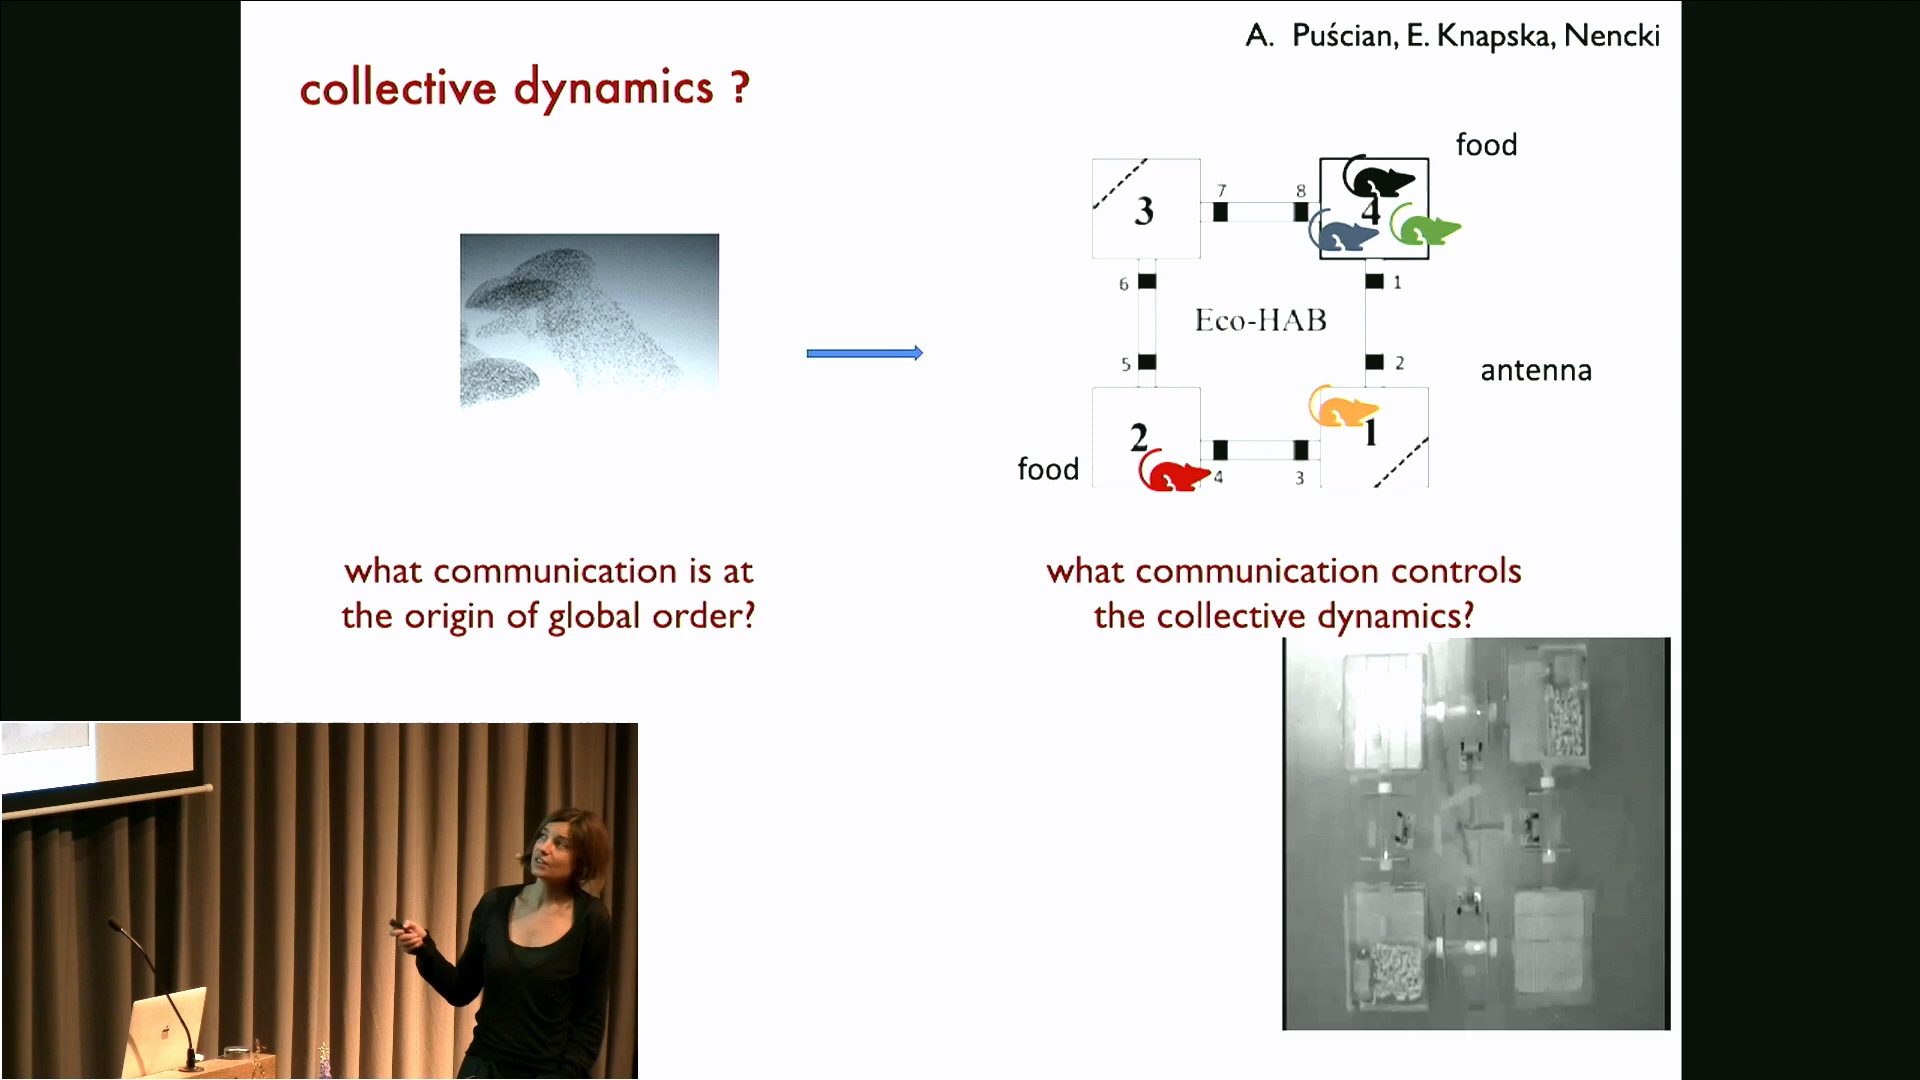 A. Puścian, E. Knapska, Nencki
collective dynamics ?
food
3
7
8
4
6
1
Eco-HAB
5
2
antenna
2
1
food
4
3
what communication is at
the origin of global order?
what communication controls
the collective dynamics?